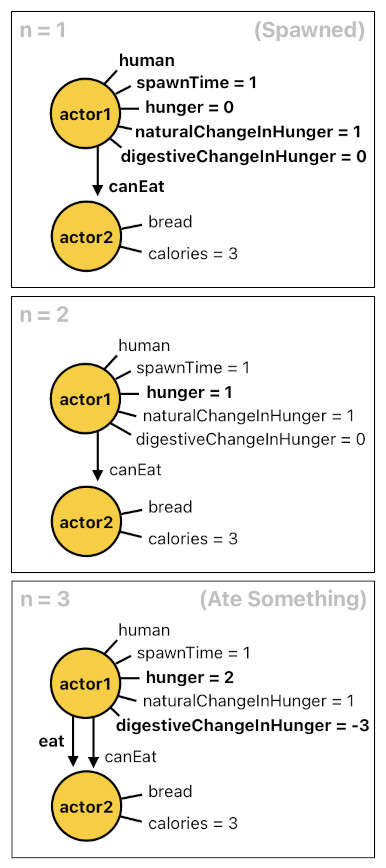 n = 1 (Spawned)
human
spawnTime = 1
actor1
hunger = 0
naturalChangeInHunger = 1
digestiveChangeInHunger = 0
canEat
bread
actor2
calories = 3
n = 2
human
spawnTime = 1
actor1
hunger = 1
naturalChangeInHunger = 1
digestiveChangeInHunger = 0
canEat
bread
actor2
calories = 3
n = 3 (Ate Something)
human
spawnTime = 1
actor1
hunger = 2
naturalChangeInHunger = 1
digestiveChangeInHunger = -3
eat
canEat
bread
actor2
calories = 3